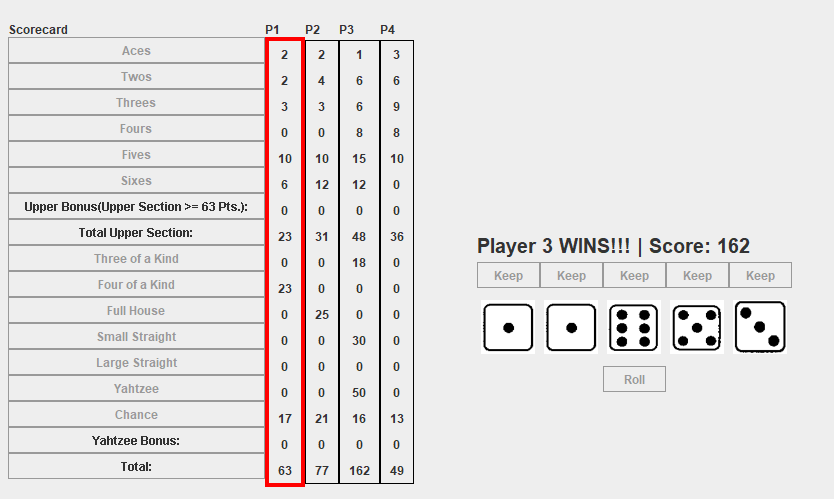 Scorecard P1 P2 P3 P4
Aces 2 2 1 3
Twos 2 4 6 6
Threes 3 3 6 9
Fours 0 0 8 8
Fives 10 10 15 10
Sixes 6 12 12 0
Upper Bonus(Upper Section >= 63 Pts.): 0 0 0 0
Total Upper Section: 23 31 48 36
Three of a Kind 0 0 18 0
Four of a Kind 23 0 0 0
Full House 0 25 0 0
Small Straight 0 0 30 0
Large Straight 0 0 0 0
Yahtzee 0 0 50 0
Chance 17 21 16 13
Yahtzee Bonus: 0 0 0 0
Total: 63 77 162 49
Player 3 WINS!!! | Score: 162
Keep Keep Keep Keep Keep
Roll